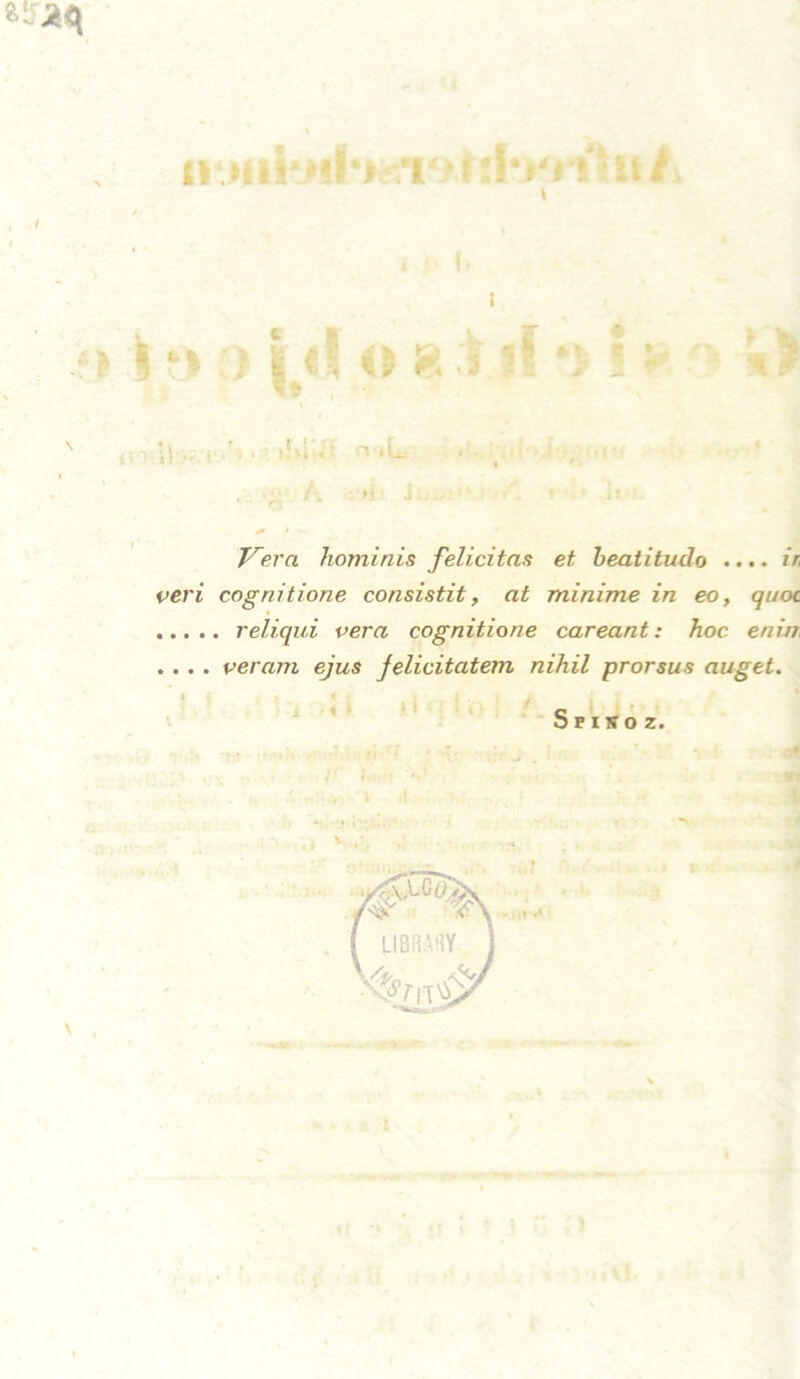 Vera hominis felicitas et beatitudo .... in
veri cognitione consistit, at minime in eo, quoc
..... reliqui vera cognitione careant: hoc enim
.... veram ejus felicitatem nihil prorsus auget.
SPINOZ.
LIBRARY